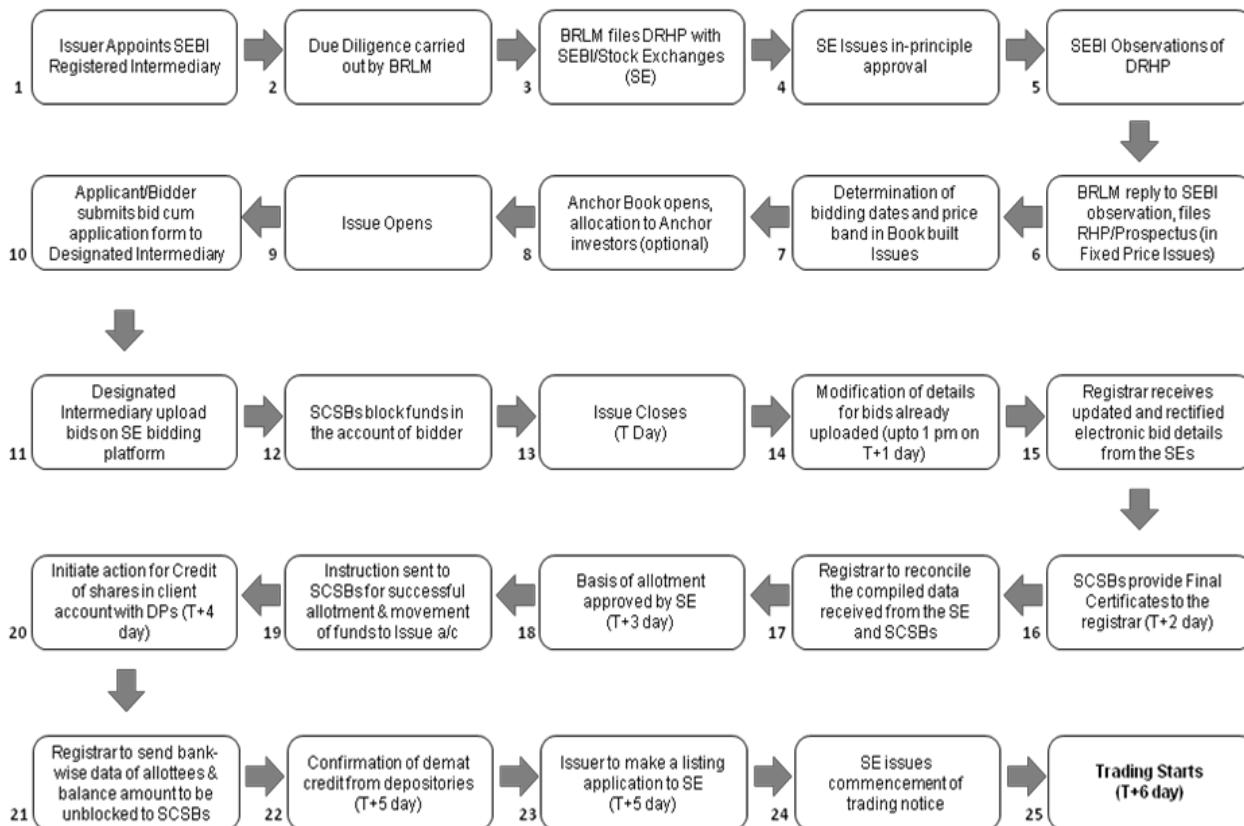 Issuer Appoints SEBI
Registered Intermediary
1
Due Diligence carried
out by BRLM
2
BRLM files DRHP with
SEBI/Stock Exchanges
(SE)
3
SE Issues in-principle
approval
4
SEBI Observations of
DRHP
5
BRLM reply to SEBI
observation, files
RHP/Prospectus (in
Fixed Price Issues)
6
Determination of
bidding dates and price
band in Book built
Issues
7
Anchor Book opens,
allocation to Anchor
investors (optional)
8
Issue Opens
9
Applicant/Bidder
submits bid cum
application form to
Designated Intermediary
10
Designated
Intermediary upload
bids on SE bidding
platform
11
SCSBs block funds in
the account of bidder
12
Issue Closes
(T Day)
13
Modification of details
for bids already
uploaded (upto 1 pm on
T+1 day)
14
Registrar receives
updated and rectified
electronic bid details
from the SEs
15
SCSBs provide Final
Certificates to the
registrar (T+2 day)
16
Registrar to reconcile
the compiled data
received from the SE
and SCSBs
17
Basis of allotment
approved by SE
(T+3 day)
18
Instruction sent to
SCSBs for successful
allotment & movement
of funds to Issue a/c
19
Initiate action for Credit
of shares in client
account with DPs (T+4
day)
20
Registrar to send bank-
wise data of allottees &
balance amount to be
unblocked to SCSBs
21
Confirmation of demat
credit from depositories
(T+5 day)
22
Issuer to make a listing
application to SE
(T+5 day)
23
SE issues
commencement of
trading notice
24
Trading Starts
(T+6 day)
25